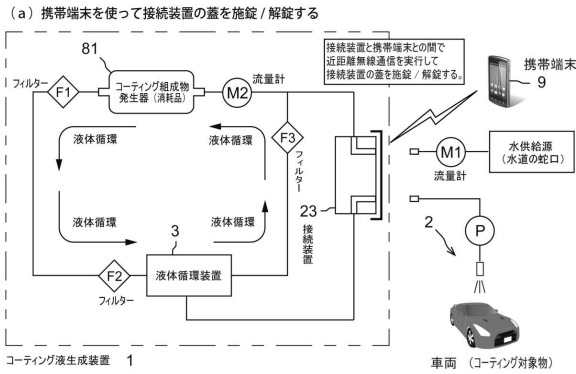 (a) 携帯端末を使って接続装置の蓋を施錠/解錠する
81
フィルター
F1
コーティング組成物
発生器(消耗品)
M2
流量計
接続装置と携帯端末との間で
近距離無線通信を実行して
接続装置の蓋を施錠/解錠する。
携帯端末
9
F3
フィルター
液体循環
液体循環
M1
流量計
水供給源
(水道の蛇口)
23
接続装置
液体循環
液体循環
3
液体循環装置
F2
フィルター
2
P
コーティング液生成装置 1
車両 (コーティング対象物)